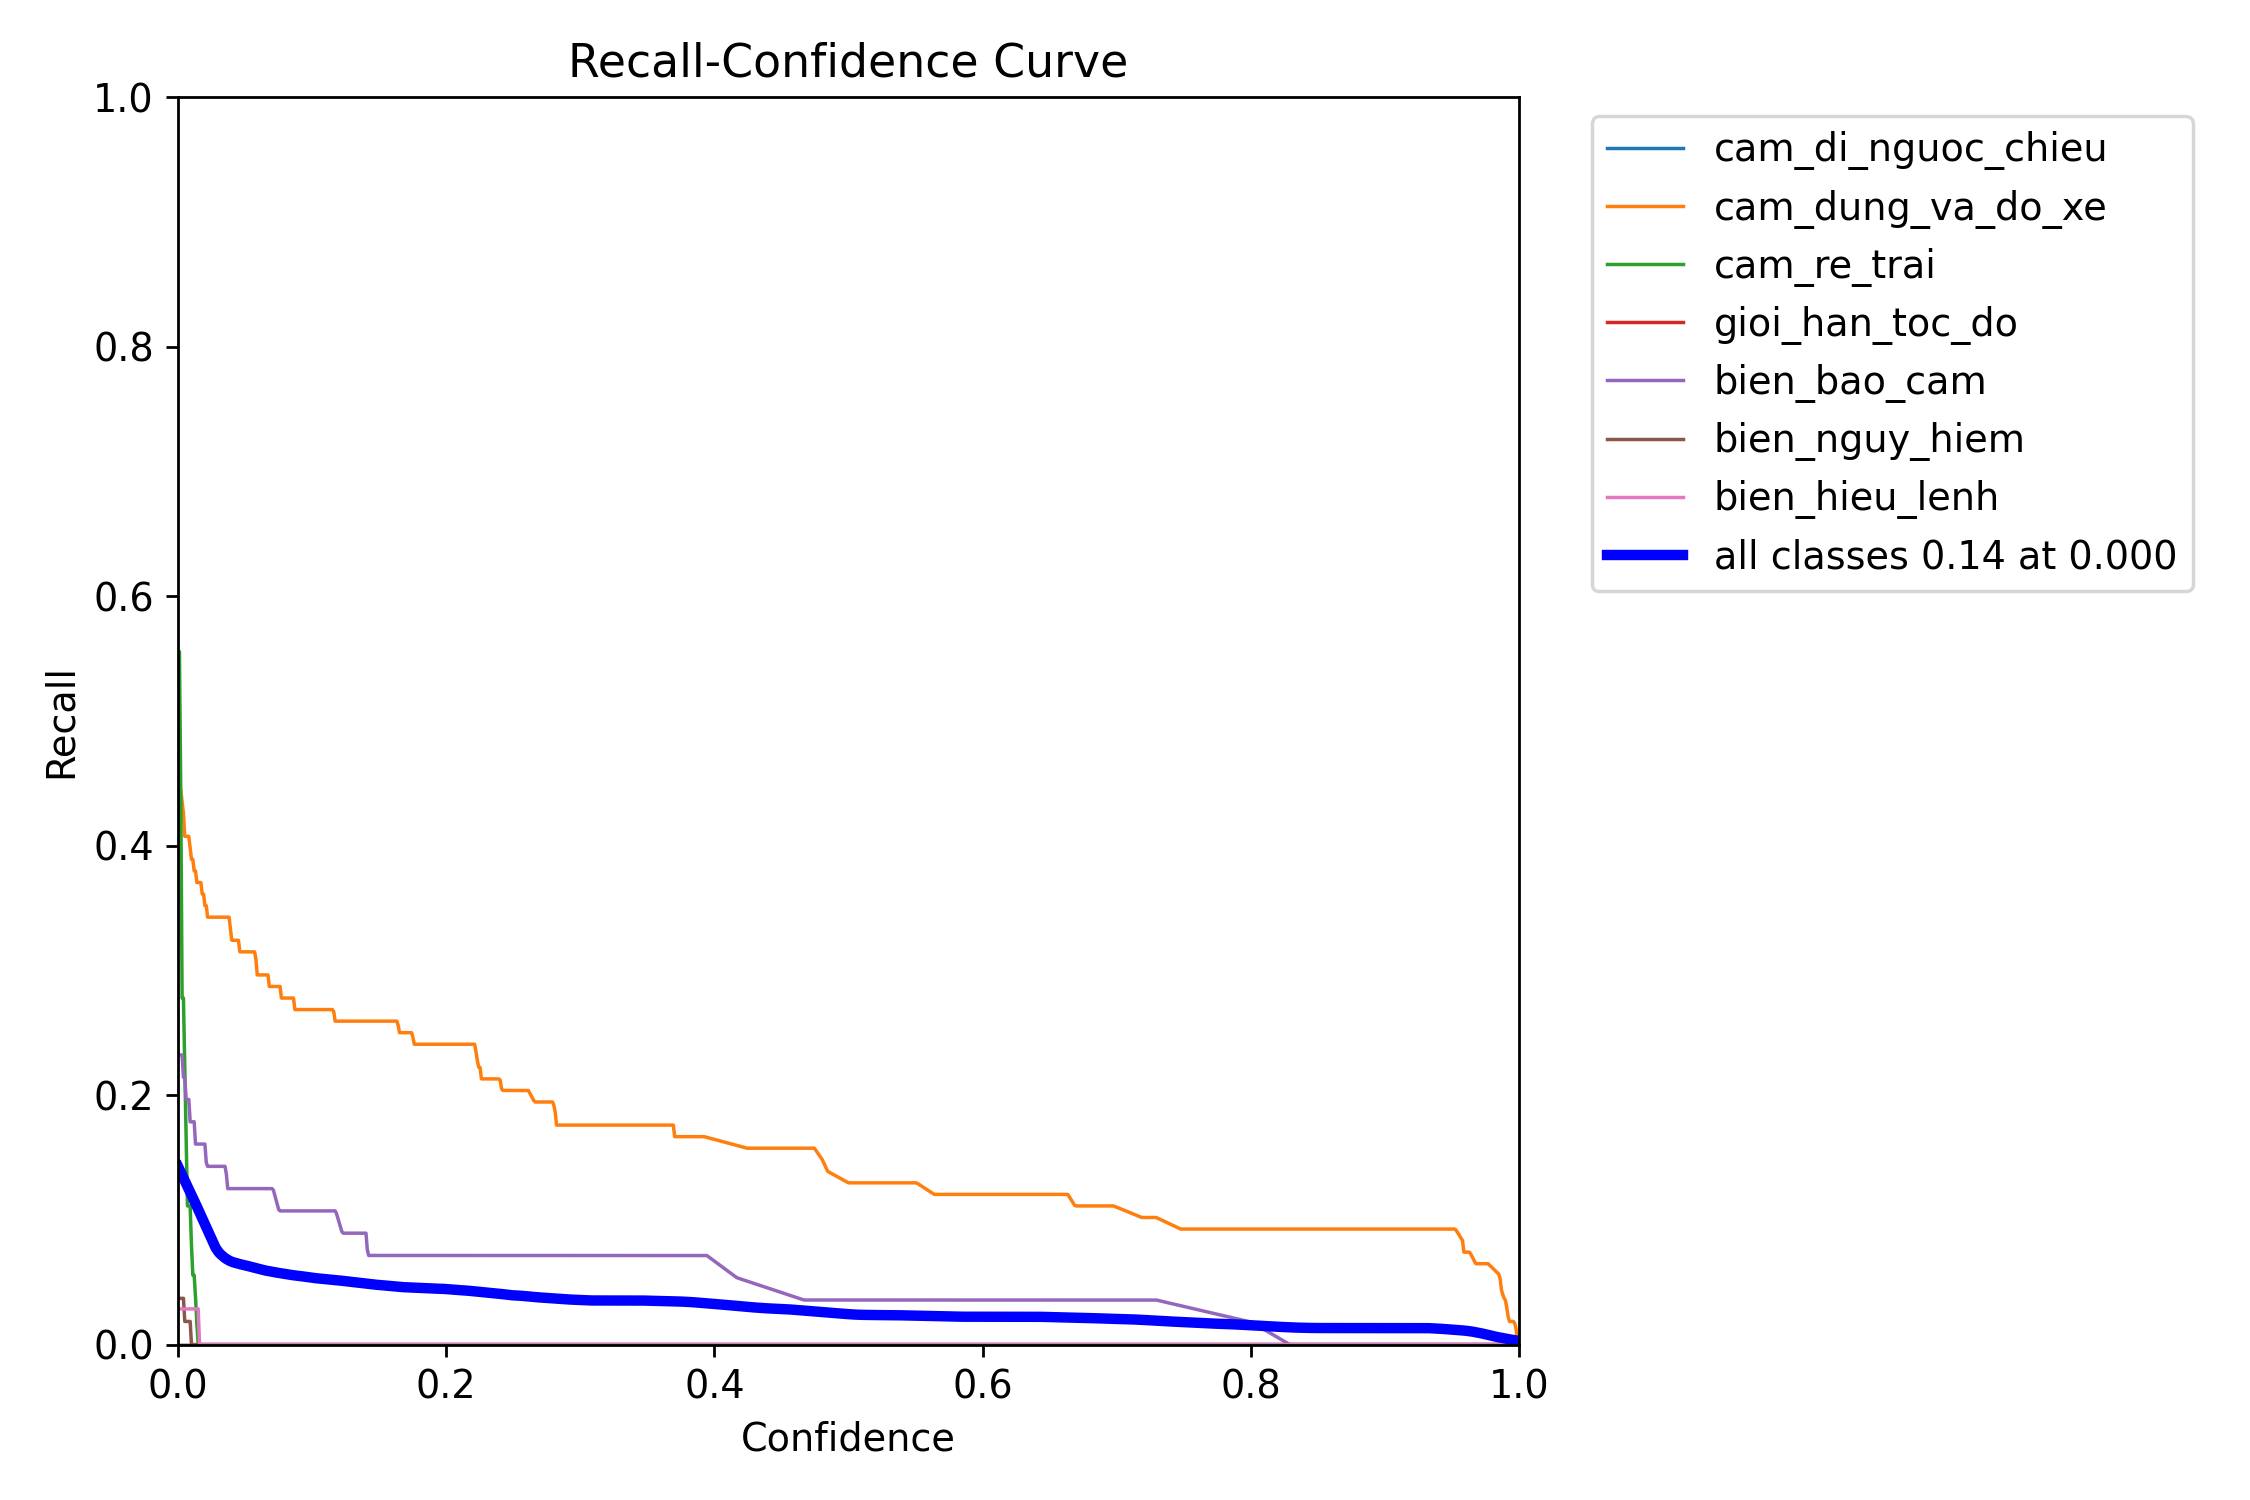 Recall-Confidence Curve
1.0
0.8
0.6
0.4
0.2
0.0
Recall
0.0 0.2 0.4 0.6 0.8 1.0
Confidence
cam_di_nguoc_chieu
cam_dung_va_do_xe
cam_re_trai
gioi_han_toc_do
bien_bao_cam
bien_nguy_hiem
bien_hieu_lenh
all classes 0.14 at 0.000